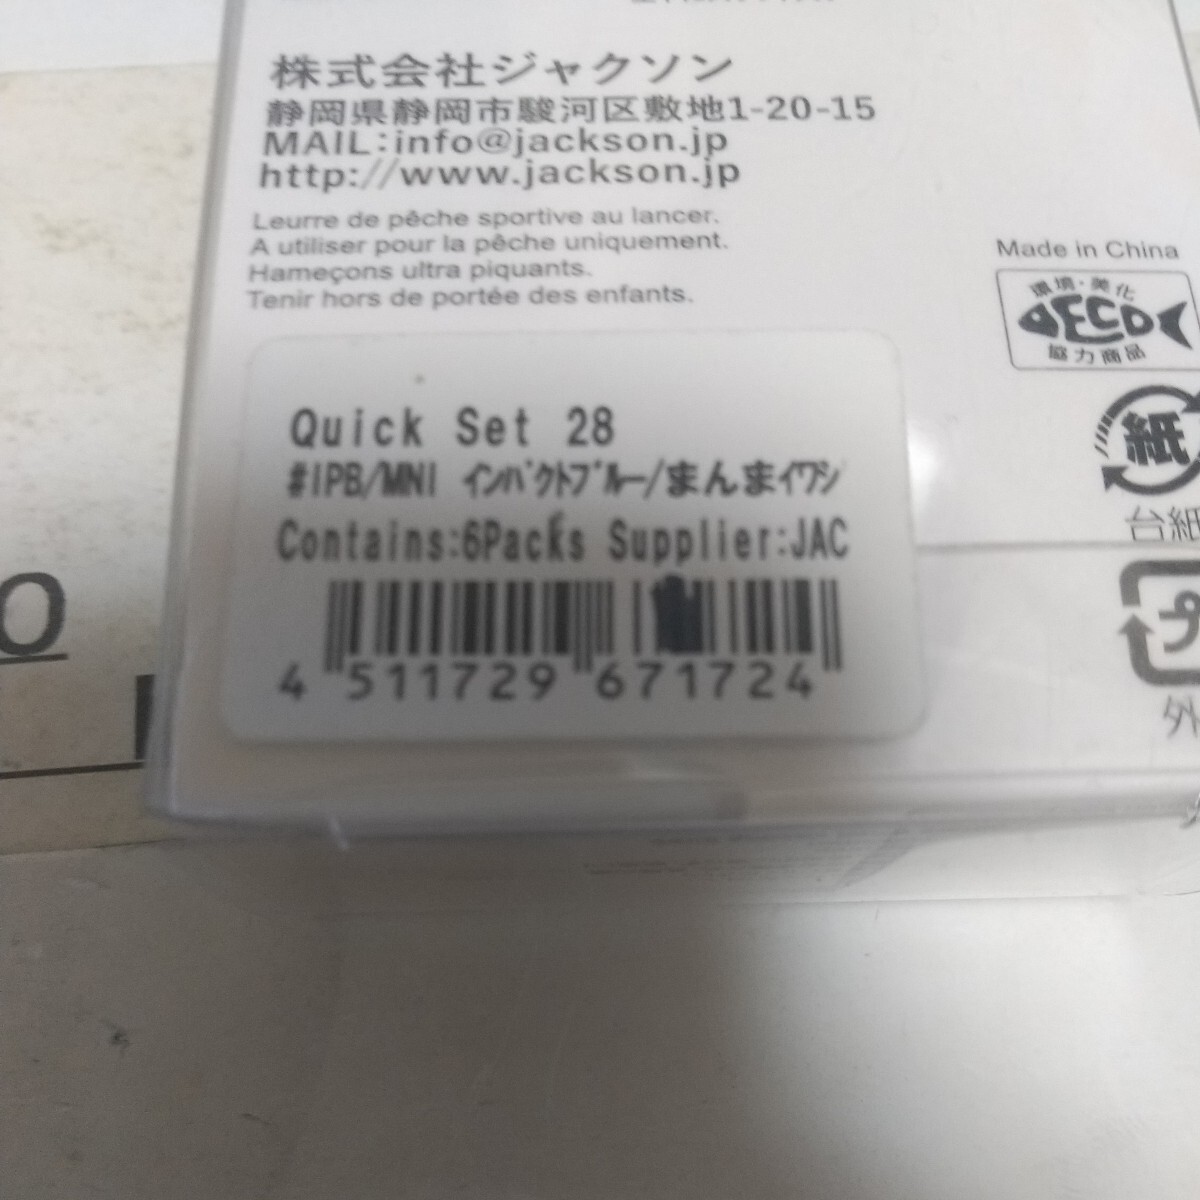 株式会社ジャクソン
静岡県静岡市駿河区敷地1-20-15
MAIL:info@jackson.jp
http://www.jackson.jp
Leurre de pêche sportive au lancer.
A utiliser pour la pêche uniquement.
Hameçons ultra piquants.
Tenir hors de portée des enfants.
Made in China
環境・美化
ECO
協力商品
紙
台紙
プ
外
Quick Set 28
#IPB/MNI ｲﾝﾊﾟｸﾄﾌﾞﾙｰ/まんまｲﾜｼ
Contains:6Packs Supplier:JAC
4 511729 671724